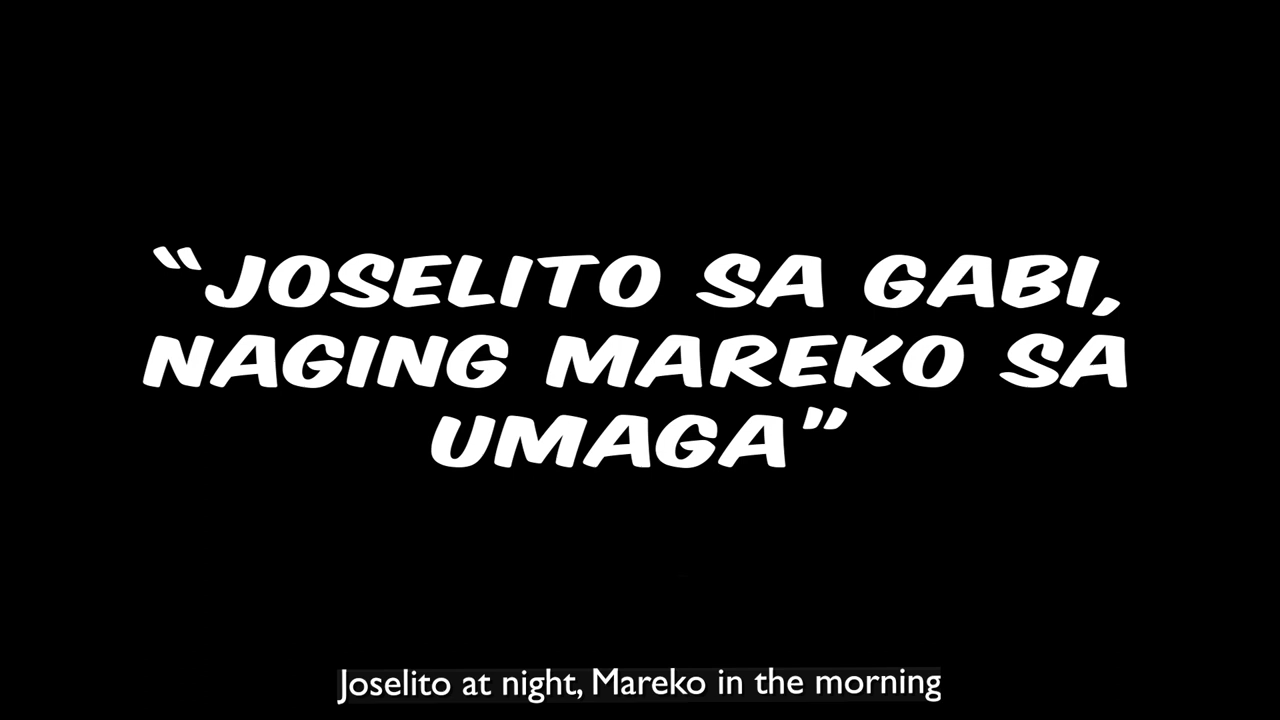 “JOSELITO SA GABI,
NAGING MAREKO SA
UMAGA”
Joselito at night, Mareko in the morning